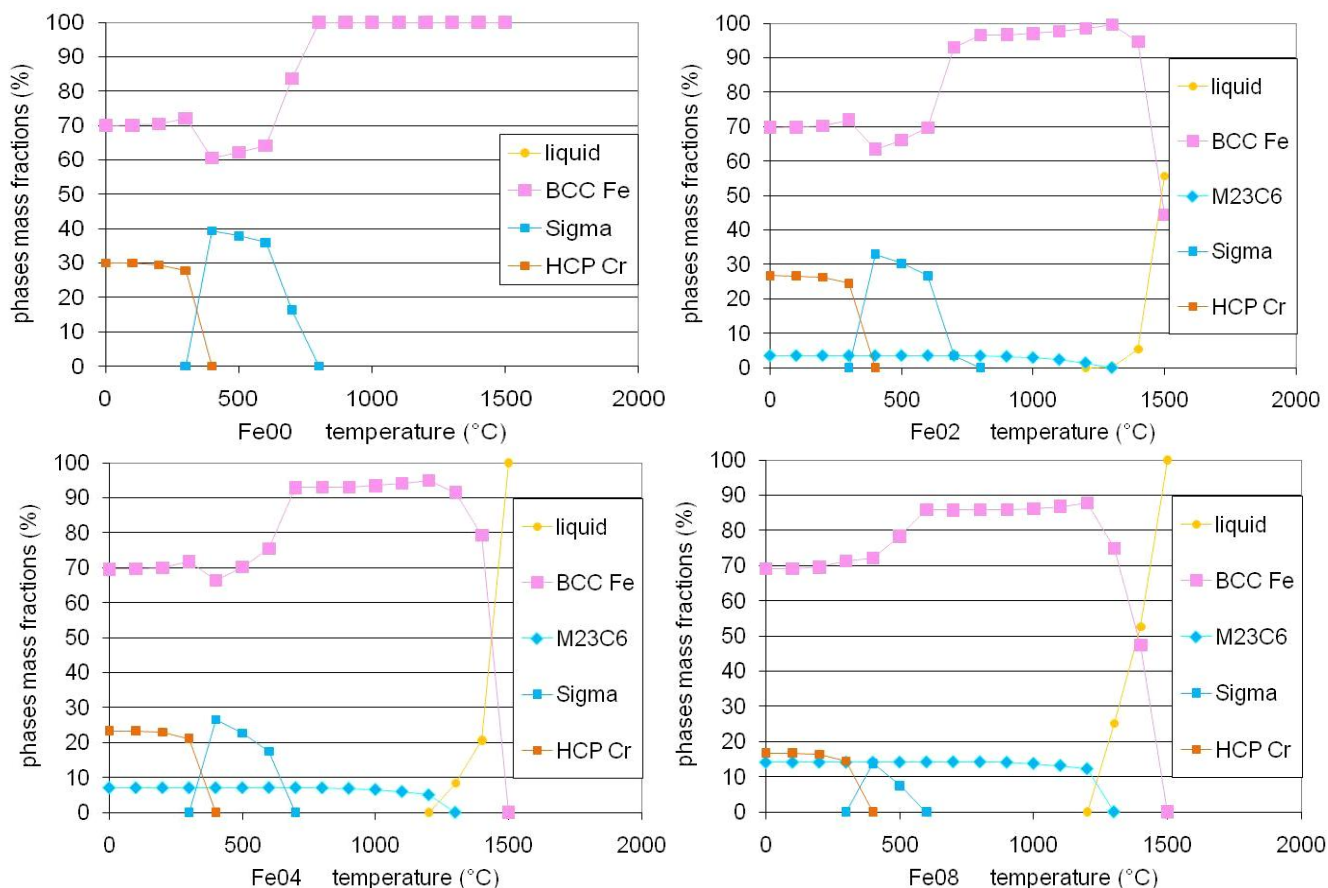 phases mass fractions (%)
100
90
80
70
60
50
40
30
20
10
0
liquid
BCC Fe
Sigma
HCP Cr
0 500 1000 1500 2000
Fe00 temperature (°C)
phases mass fractions (%)
100
90
80
70
60
50
40
30
20
10
0
liquid
BCC Fe
M23C6
Sigma
HCP Cr
0 500 1000 1500 2000
Fe02 temperature (°C)
phases mass fractions (%)
100
90
80
70
60
50
40
30
20
10
0
liquid
BCC Fe
M23C6
Sigma
HCP Cr
0 500 1000 1500 2000
Fe04 temperature (°C)
phases mass fractions (%)
100
90
80
70
60
50
40
30
20
10
0
liquid
BCC Fe
M23C6
Sigma
HCP Cr
0 500 1000 1500 2000
Fe08 temperature (°C)